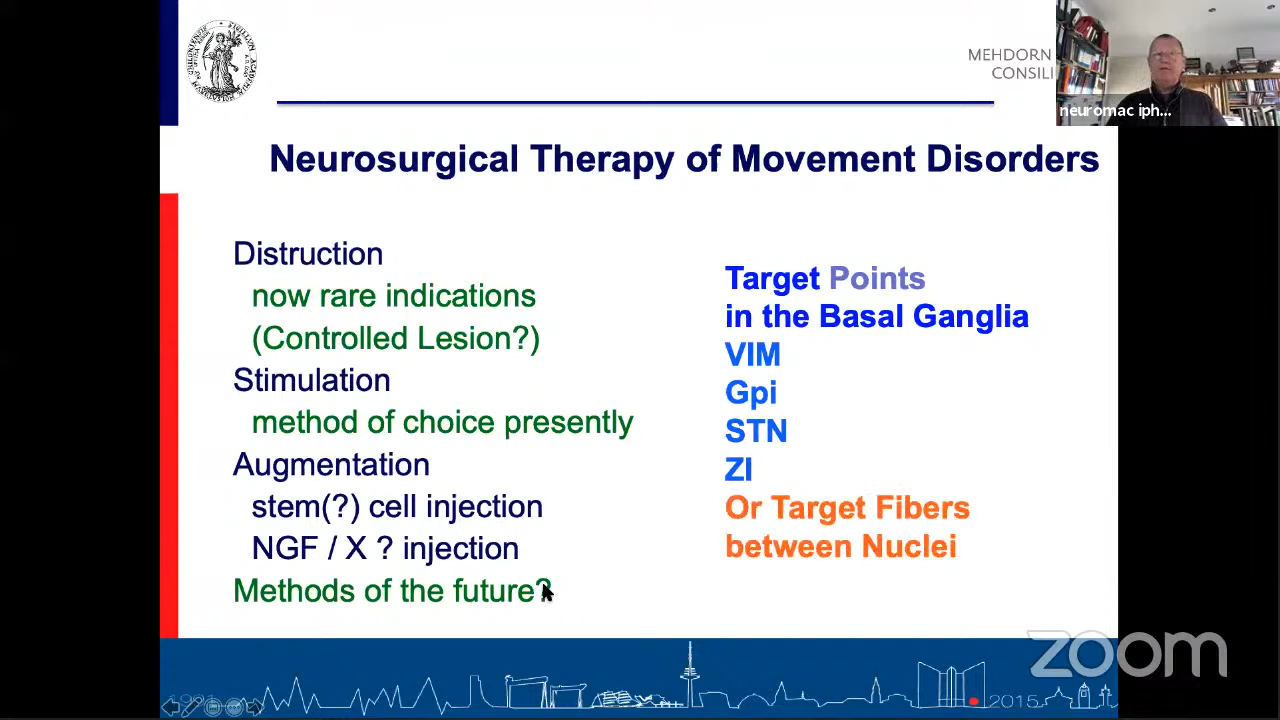 MEHDORN
CONSILI
neuromac iph...
Neurosurgical Therapy of Movement Disorders
Distruction
now rare indications
(Controlled Lesion?)
Stimulation
method of choice presently
Augmentation
stem(?) cell injection
NGF / X ? injection
Methods of the future?
Target Points
in the Basal Ganglia
VIM
Gpi
STN
ZI
Or Target Fibers
between Nuclei
zoom
1991
2015